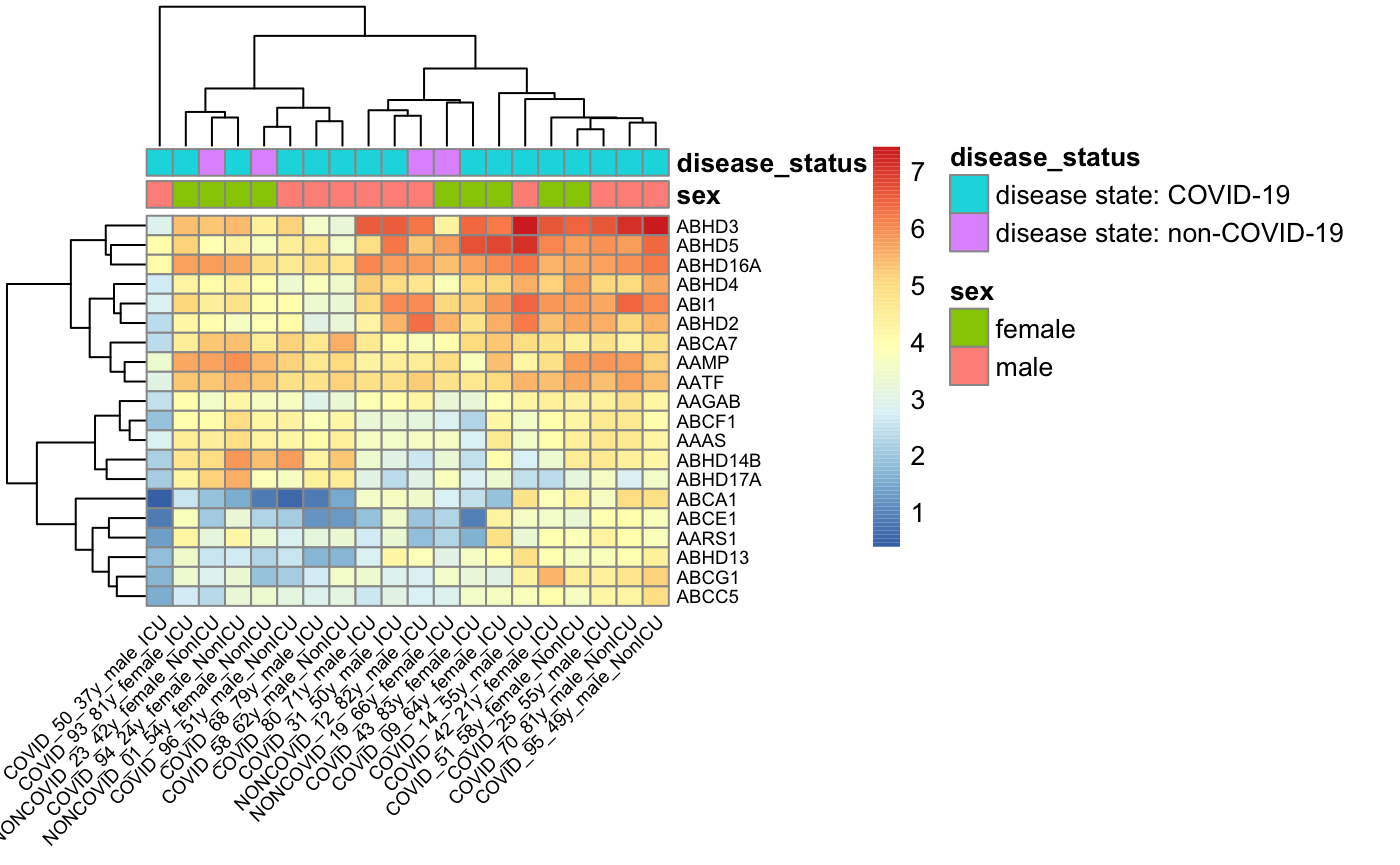 disease_status
sex
ABHD3
ABHD5
ABHD16A
ABHD4
ABI1
ABHD2
ABCA7
AAMP
AATF
AAGAB
ABCF1
AAAS
ABHD14B
ABHD17A
ABCA1
ABCE1
AARS1
ABHD13
ABCG1
ABCC5
7
6
5
4
3
2
1
disease_status
disease state: COVID-19
disease state: non-COVID-19
sex
female
male
COVID_50_37y_male_ICU
COVID_93_81y_female_ICU
NONCOVID_23_42y_female_NonICU
COVID_94_24y_female_NonICU
NONCOVID_01_54y_female_NonICU
COVID_96_51y_male_NonICU
COVID_68_79y_male_ICU
COVID_58_62y_male_NonICU
COVID_80_71y_male_ICU
COVID_31_50y_male_ICU
NONCOVID_12_82y_male_ICU
NONCOVID_19_66y_female_ICU
COVID_43_83y_female_ICU
COVID_09_64y_female_ICU
COVID_14_55y_male_ICU
COVID_42_21y_female_ICU
COVID_51_58y_female_NonICU
COVID_25_55y_male_ICU
COVID_70_81y_male_NonICU
COVID_95_49y_male_NonICU